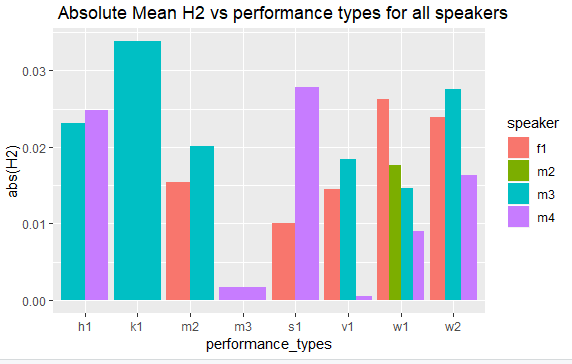 Absolute Mean H2 vs performance types for all speakers
abs(H2)
0.03
0.02
0.01
0.00
h1 k1 m2 m3 s1 v1 w1 w2
performance_types
speaker
f1
m2
m3
m4